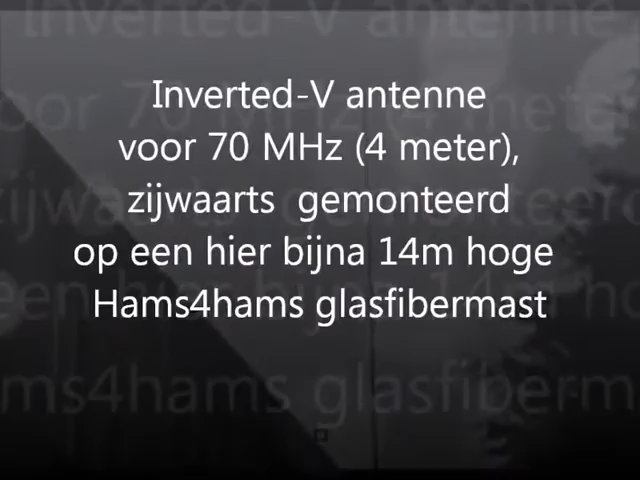 Inverted-V antenne
voor 70 MHz (4 meter),
zijwaarts gemonteerd
op een hier bijna 14m hoge
Hams4hams glasfibermast